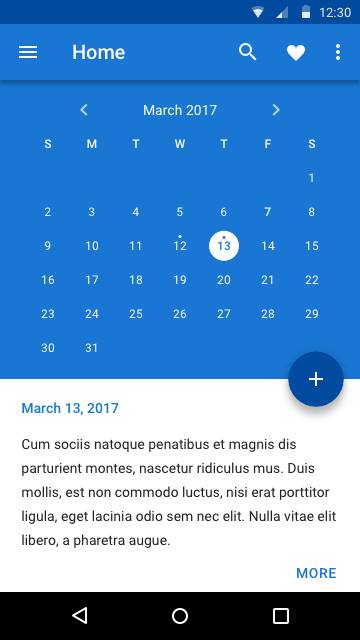 12:30
Home
March 2017
S M T W T F S
1
2 3 4 5 6 7 8
9 10 11 12 13 14 15
16 17 18 19 20 21 22
23 24 25 26 27 28 29
30 31
March 13, 2017
Cum sociis natoque penatibus et magnis dis
parturient montes, nascetur ridiculus mus. Duis
mollis, est non commodo luctus, nisi erat porttitor
ligula, eget lacinia odio sem nec elit. Nulla vitae elit
libero, a pharetra augue.
MORE